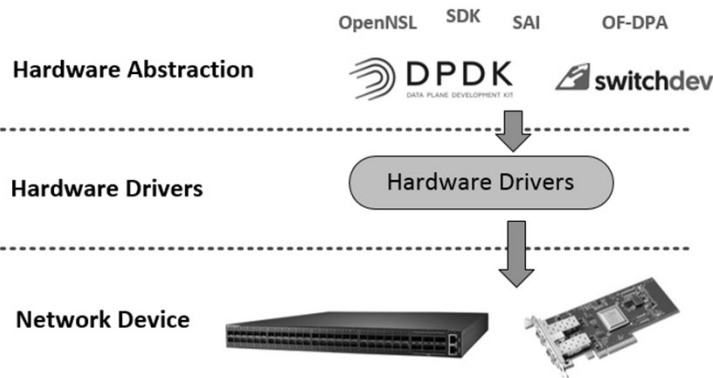 OpenNSL SDK SAI OF-DPA
Hardware Abstraction
DPDK
DATA PLANE DEVELOPMENT KIT
switchdev
Hardware Drivers
Hardware Drivers
Network Device